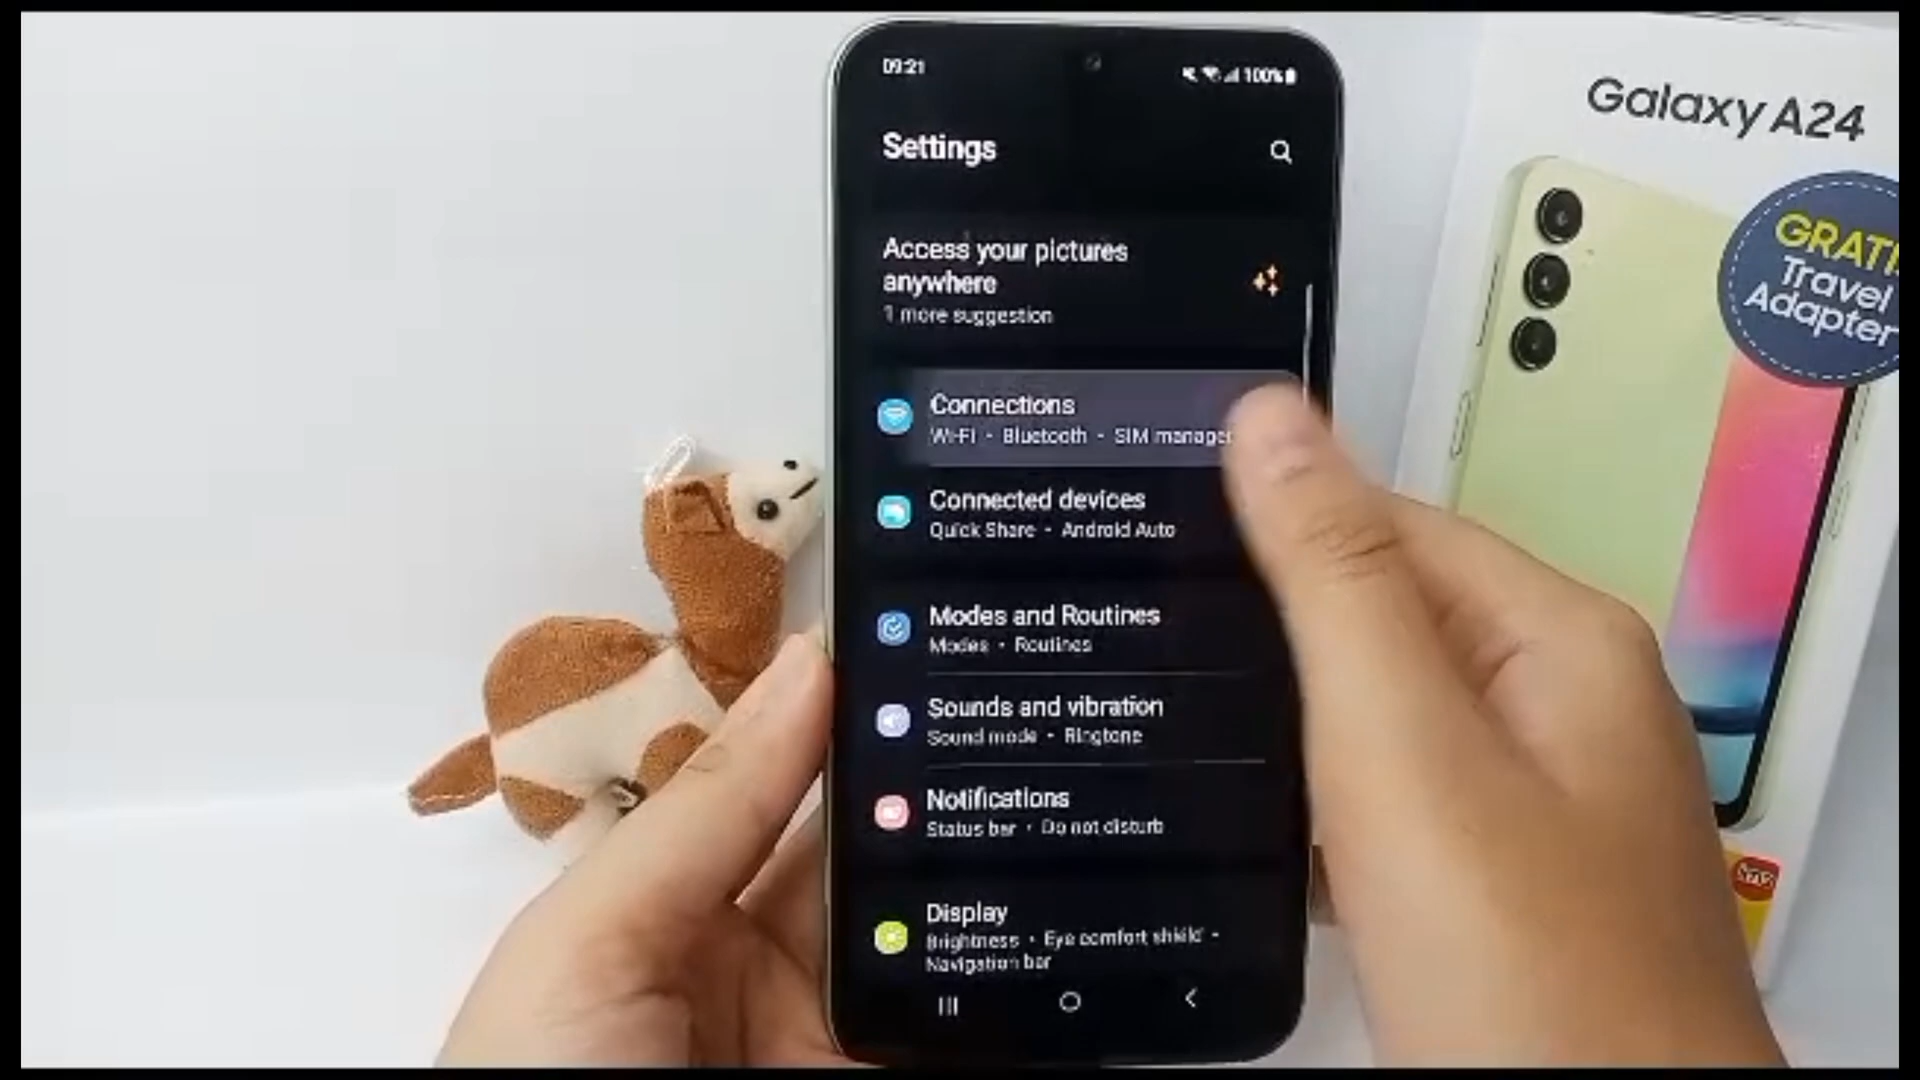 09:21
100%
Settings
Access your pictures
anywhere
1 more suggestion
Connections
Wi-Fi • Bluetooth • SIM manager
Connected devices
Quick Share • Android Auto
Modes and Routines
Modes • Routines
Sounds and vibration
Sound mode • Ringtone
Notifications
Status bar • Do not disturb
Display
Brightness • Eye comfort shield •
Navigation bar
Galaxy A24
GRATI
Travel
Adapter